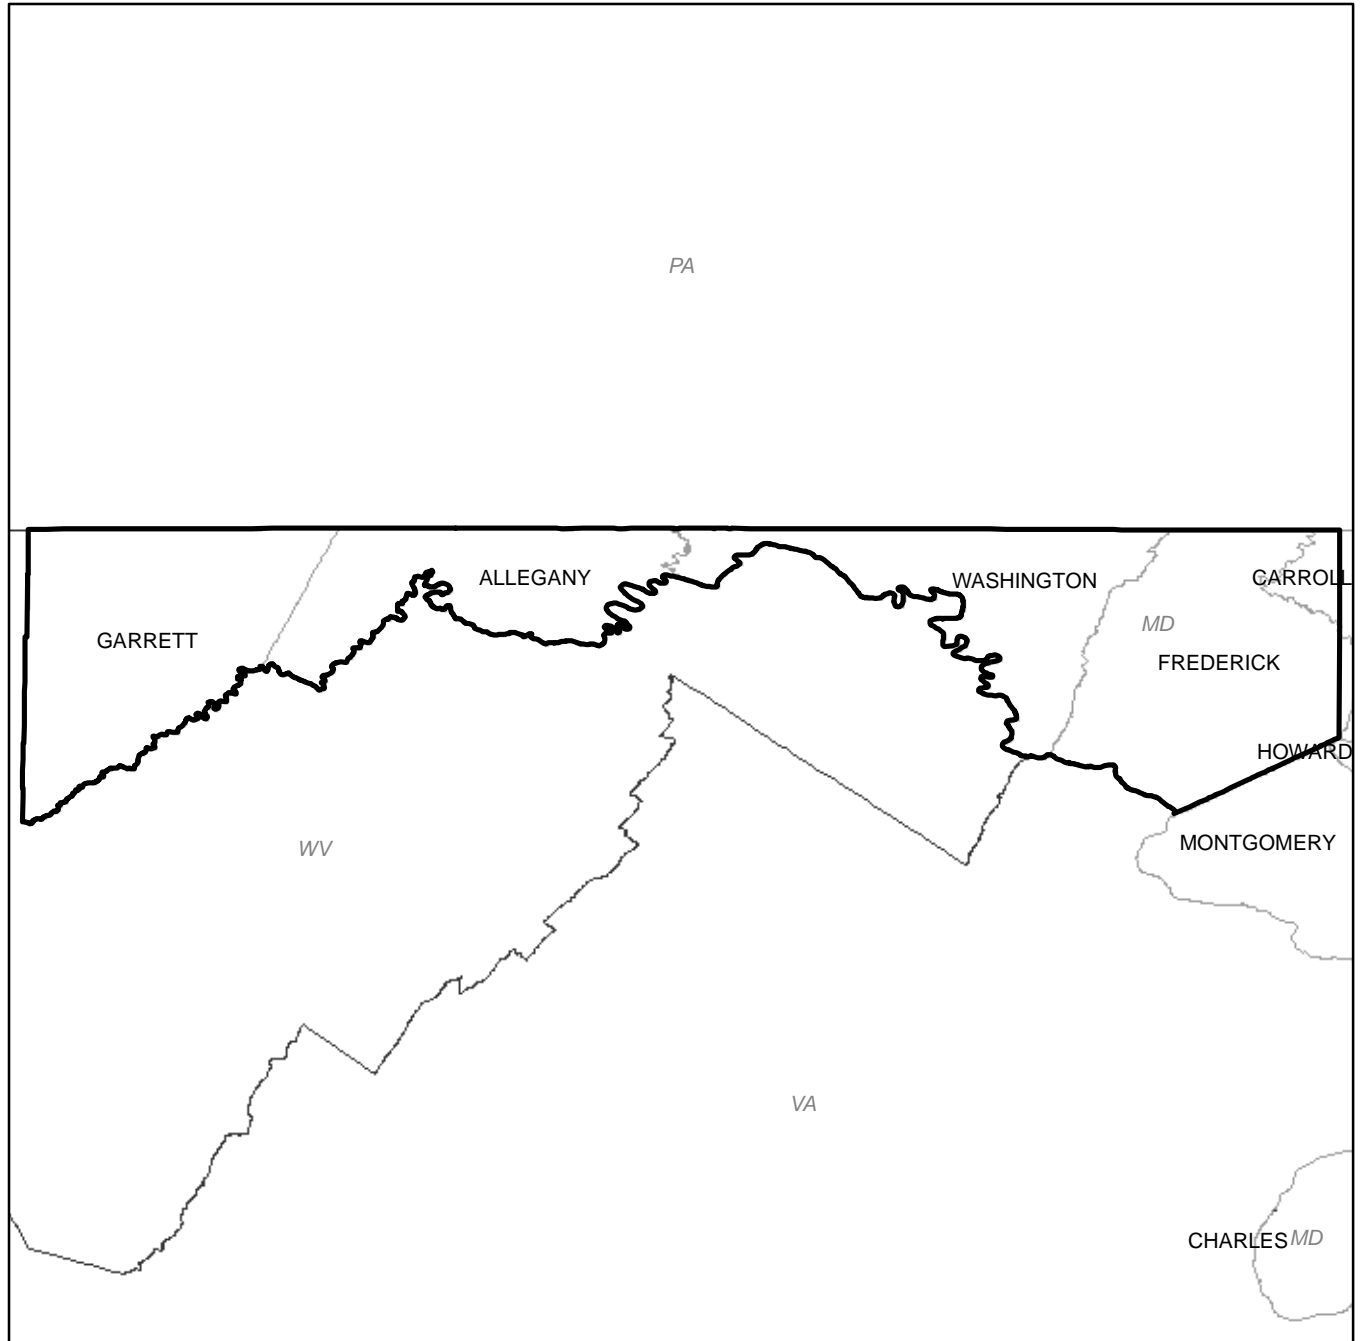 PA
ALLEGANY
WASHINGTON
CARROLL
MD
GARRETT
FREDERICK
HOWARD
MONTGOMERY
WV
VA
CHARLES
MD